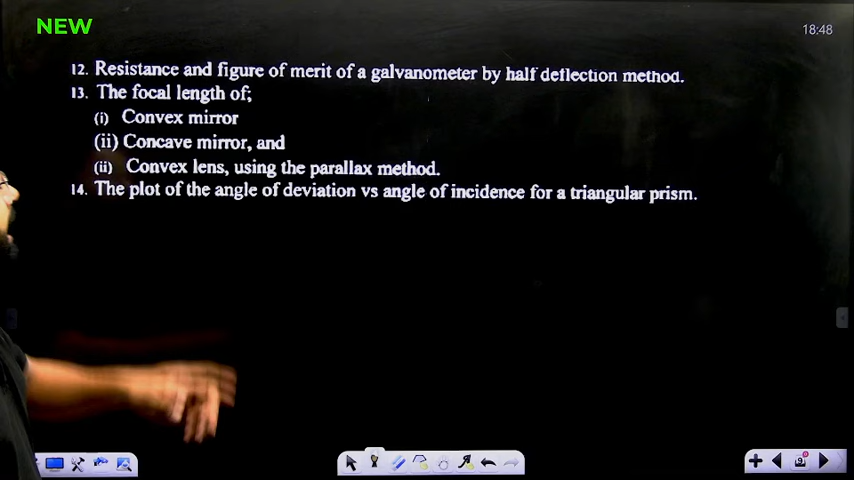 NEW
18:48
12. Resistance and figure of merit of a galvanometer by half deflection method.
13. The focal length of;
(i) Convex mirror
(ii) Concave mirror, and
(ii) Convex lens, using the parallax method.
14. The plot of the angle of deviation vs angle of incidence for a triangular prism.
9